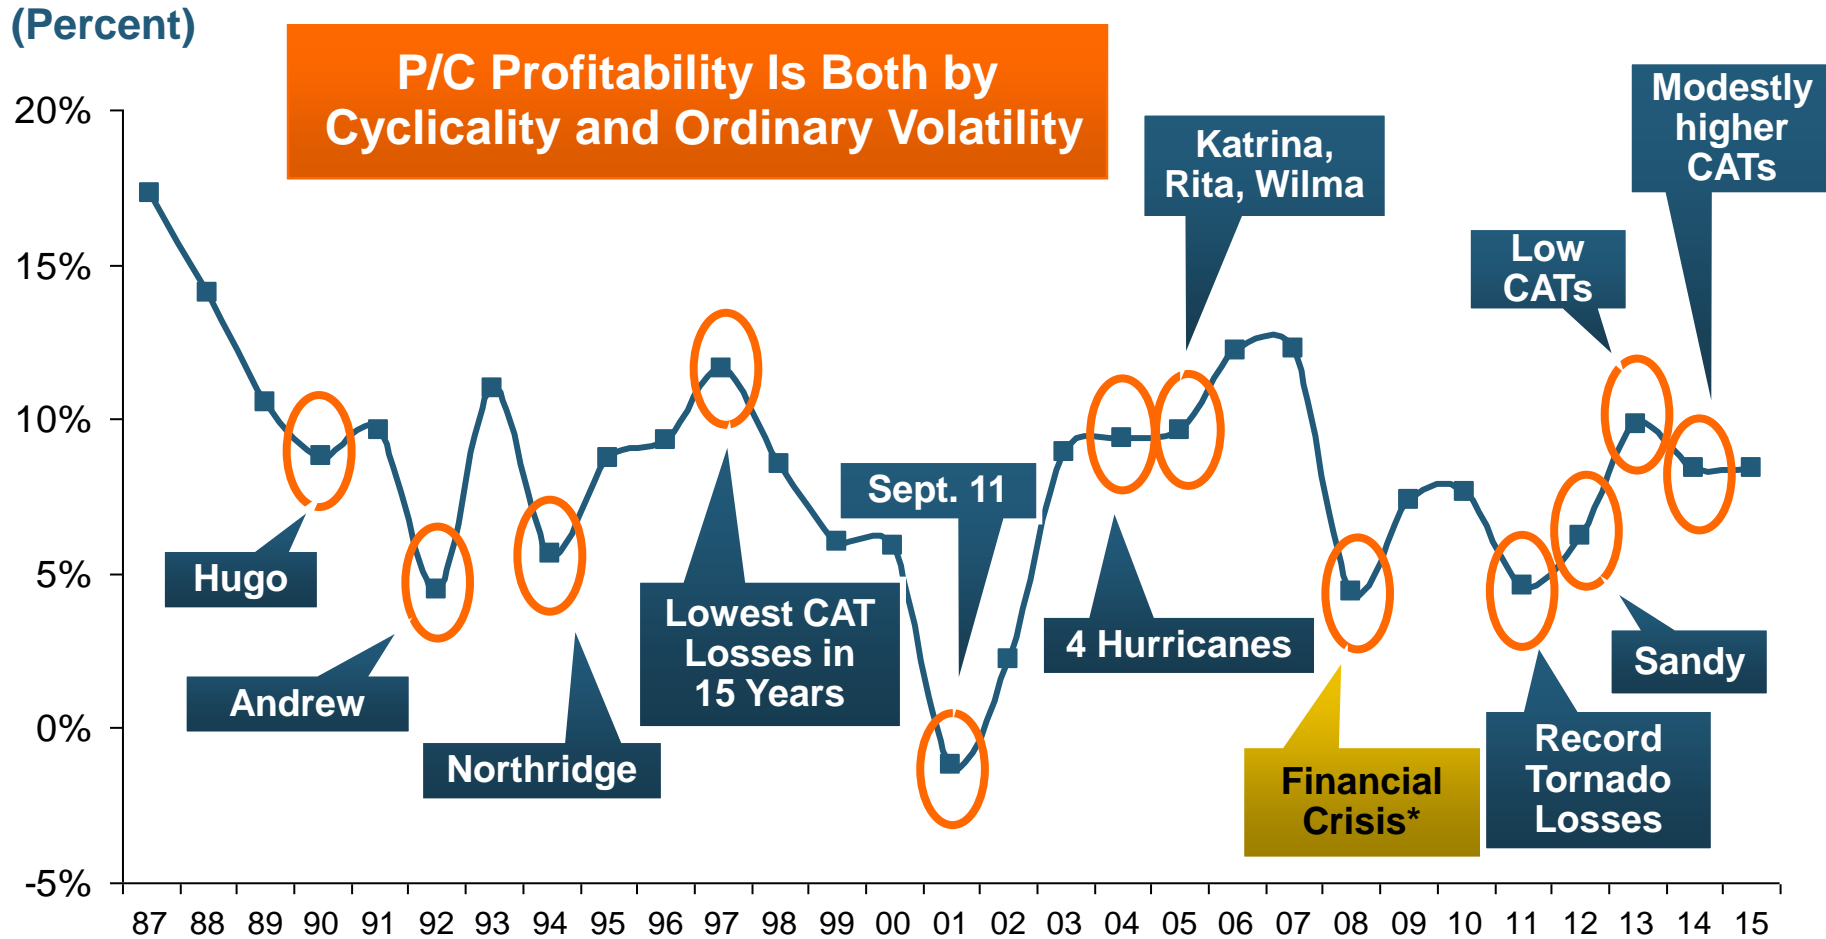 (Percent)
P/C Profitability Is Both by
Cyclicality and Ordinary Volatility
20%
15%
10%
5%
0%
-5%
Hugo
Andrew
Northridge
Lowest CAT
Losses in
15 Years
Sept. 11
4 Hurricanes
Katrina,
Rita, Wilma
Financial
Crisis*
Record
Tornado
Losses
Sandy
Low
CATs
Modestly
higher
CATs
87 88 89 90 91 92 93 94 95 96 97 98 99 00 01 02 03 04 05 06 07 08 09 10 11 12 13 14 15